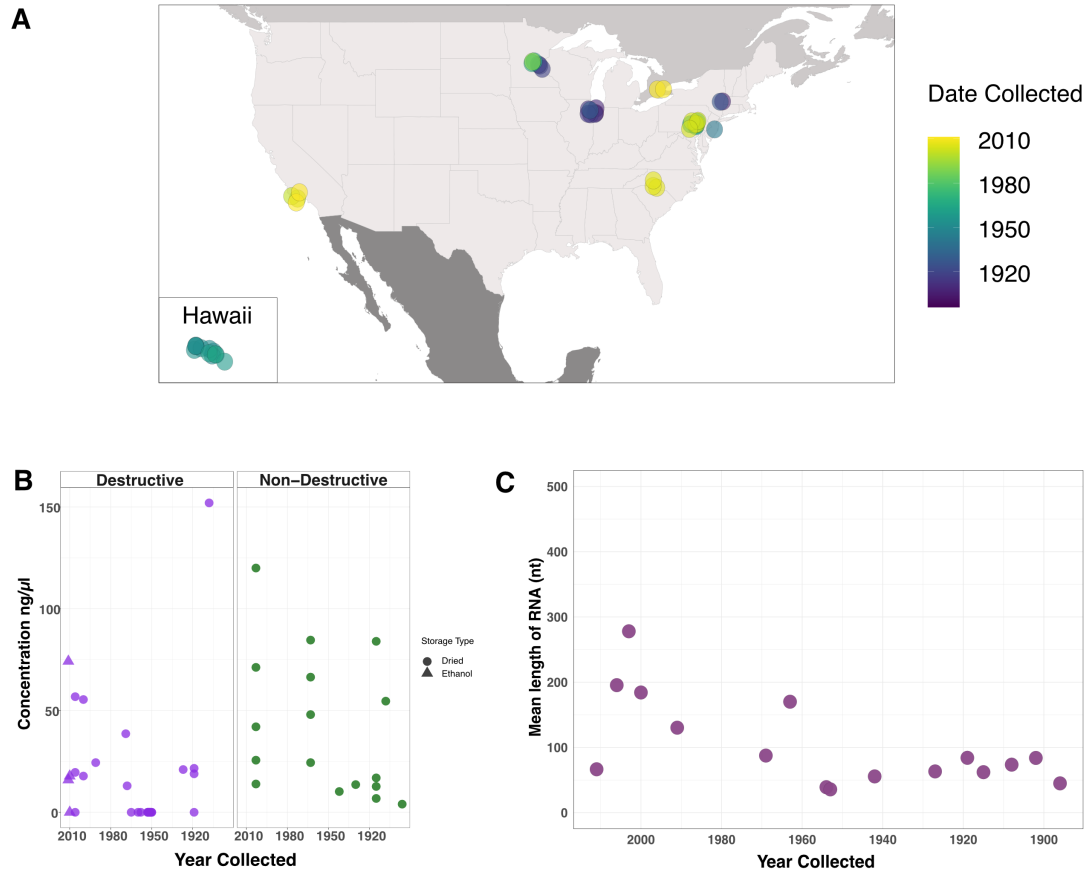 A
Hawaii
Date Collected
2010
1980
1950
1920
B
Destructive
Non–Destructive
150
100
50
0
Concentration ng/µl
2010 1980 1950 1920
2010 1980 1950 1920
Year Collected
Storage Type
Dried
Ethanol
C
500
400
300
200
100
0
Mean length of RNA (nt)
2000 1980 1960 1940 1920 1900
Year Collected